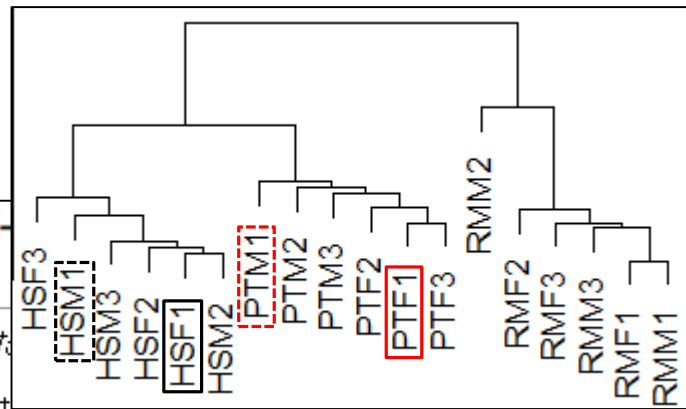 HSF3
HSM1
HSM3
HSF2
HSF1
HSM2
PTM1
PTM2
PTM3
PTF2
PTF1
PTF3
RMM2
RMF2
RMF3
RMM3
RMF1
RMM1